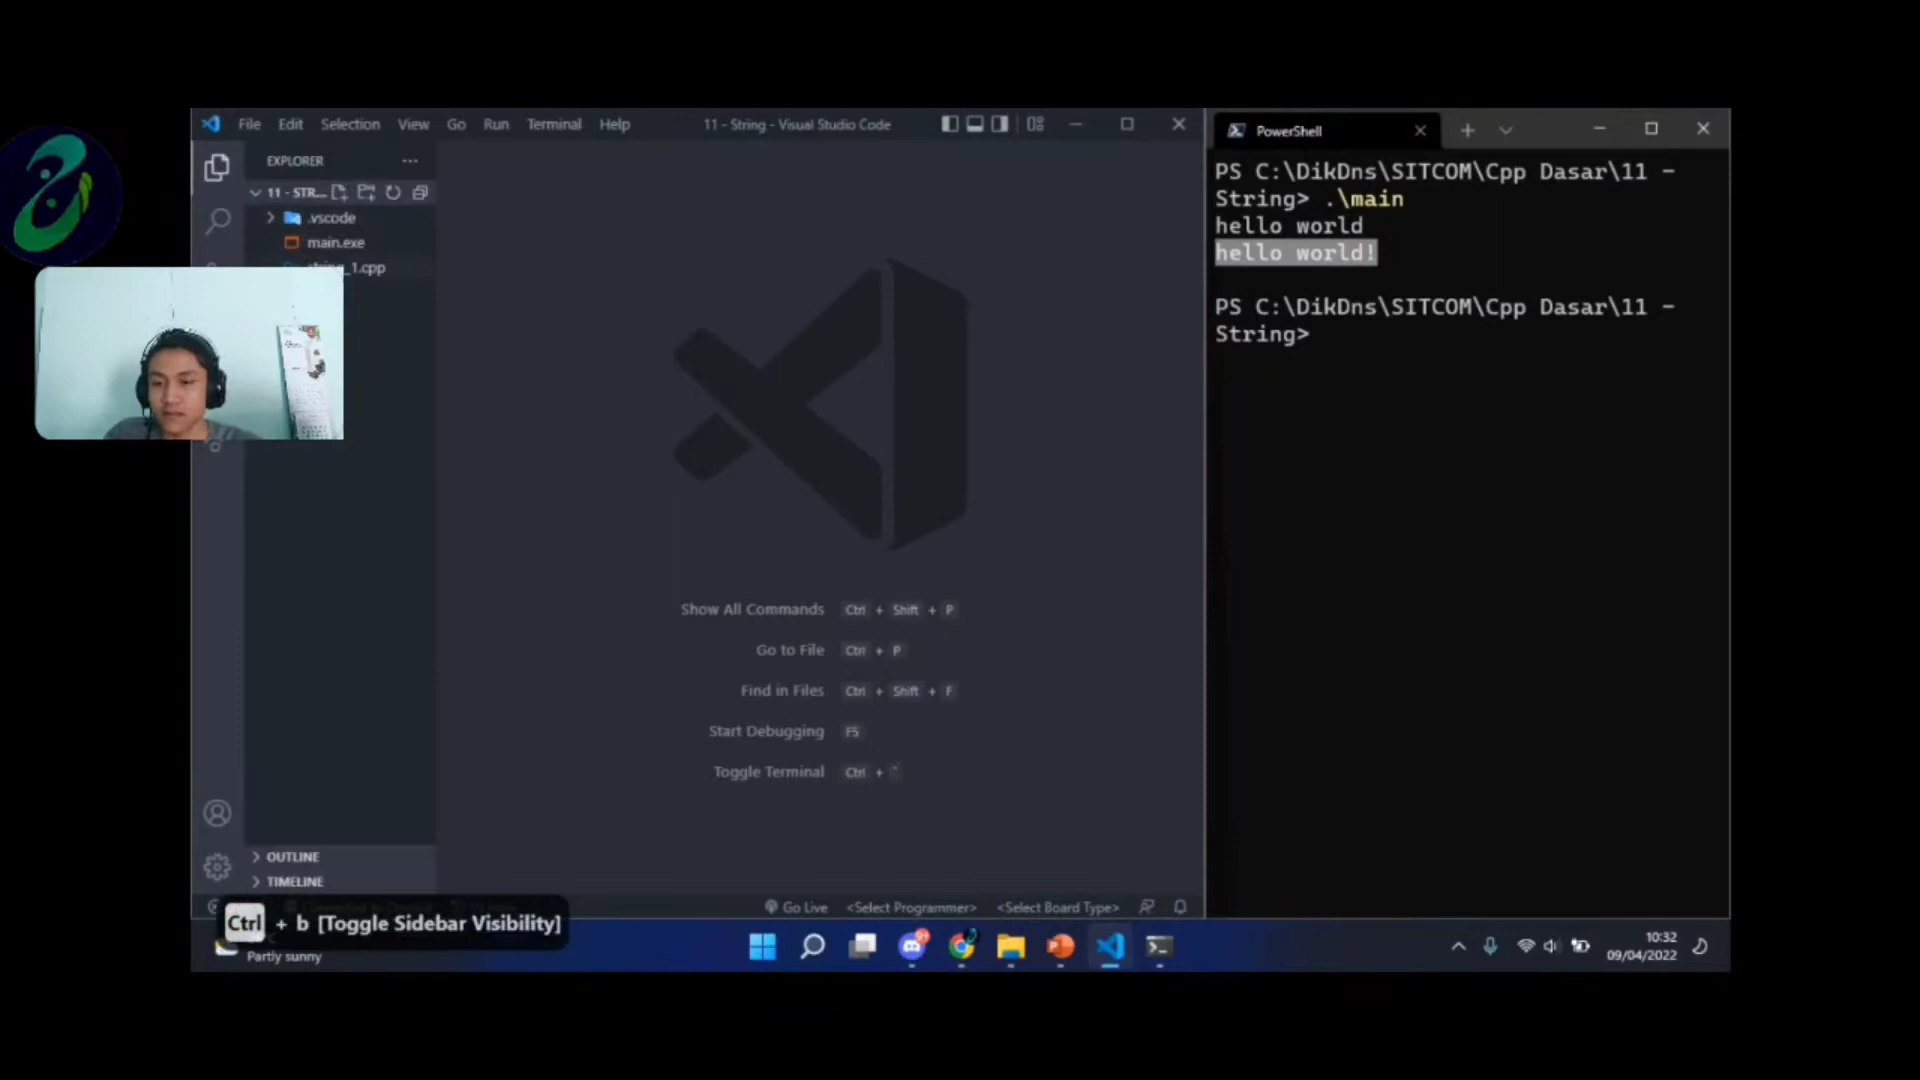 File Edit Selection View Go Run Terminal Help
11 - String - Visual Studio Code
EXPLORER
11 - STR...
.vscode
main.exe
string_1.cpp
Show All Commands Ctrl + Shift + P
Go to File Ctrl + P
Find in Files Ctrl + Shift + F
Start Debugging F5
Toggle Terminal Ctrl + `
OUTLINE
TIMELINE
Go Live <Select Programmer> <Select Board Type>
PowerShell
PS C:\DikDns\SITCOM\Cpp Dasar\11 -
String> .\main
hello world
hello world!
PS C:\DikDns\SITCOM\Cpp Dasar\11 -
String>
Ctrl + b [Toggle Sidebar Visibility]
Partly sunny
10:32
09/04/2022